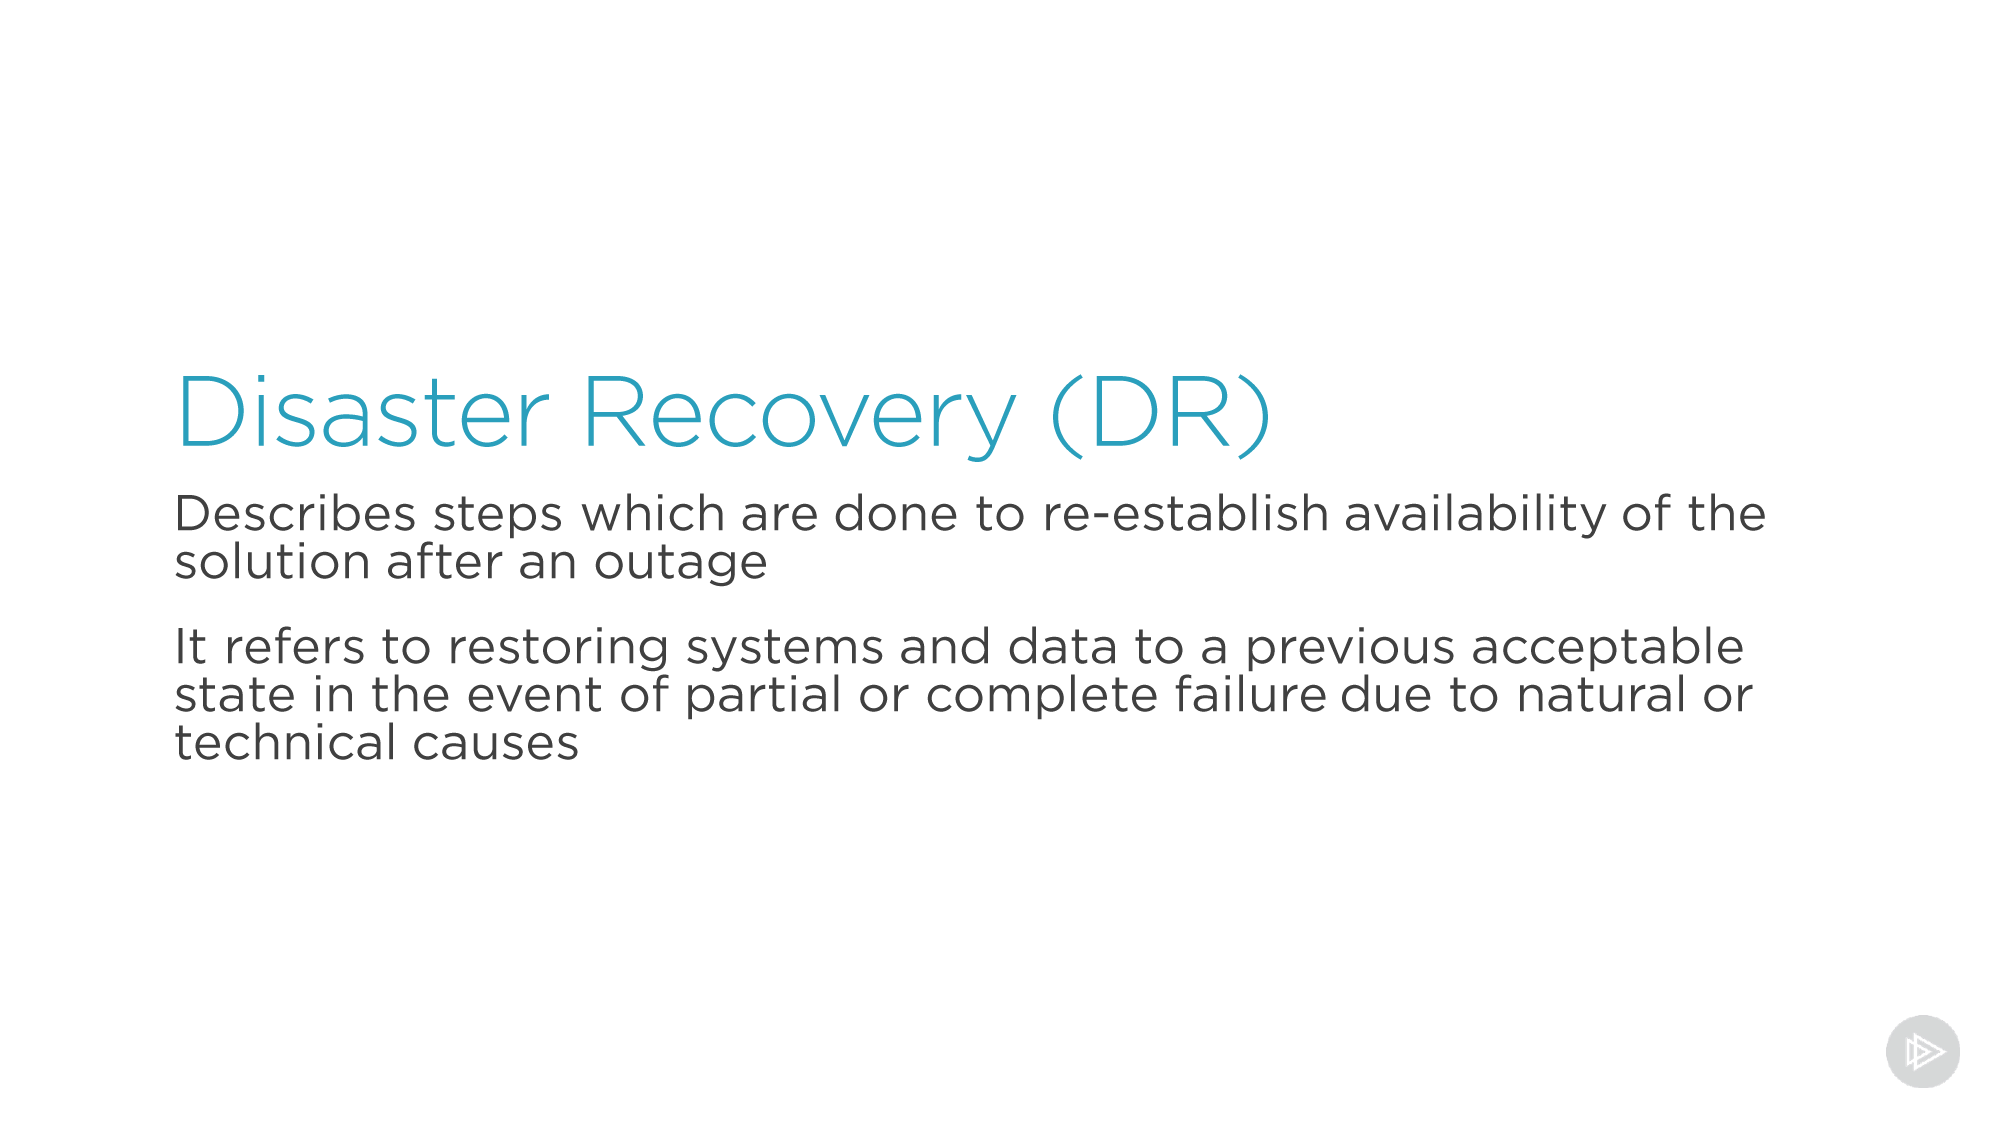 Disaster Recovery (DR)
Describes steps which are done to re-establish availability of the
solution after an outage
It refers to restoring systems and data to a previous acceptable
state in the event of partial or complete failure due to natural or
technical causes